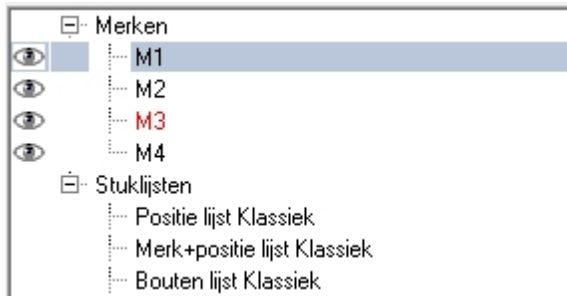 Merken
M1
M2
M3
M4
Stuklijsten
Positie lijst Klassiek
Merk+positie lijst Klassiek
Bouten lijst Klassiek